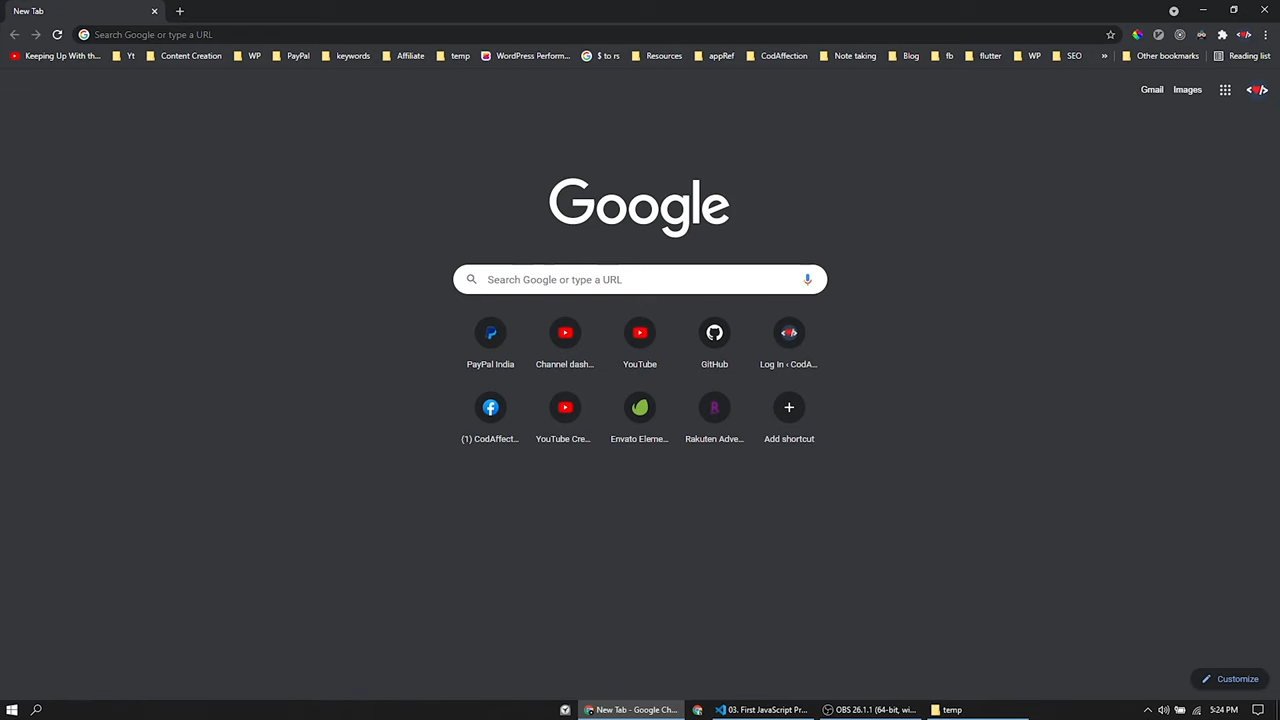 New Tab
Search Google or type a URL
Keeping Up With th... Yt Content Creation WP PayPal keywords Affiliate temp WordPress Perform... $ to rs Resources appRef CodAffection Note taking Blog fb flutter WP SEO » Other bookmarks Reading list
Gmail Images
Google
Search Google or type a URL
PayPal India Channel dash... YouTube GitHub Log In ‹ CodA...
(1) CodAffect... YouTube Cre... Envato Eleme... Rakuten Adve... Add shortcut
Customize
New Tab - Google Ch... 03. First JavaScript Pr... OBS 26.1.1 (64-bit, wi... temp 5:24 PM